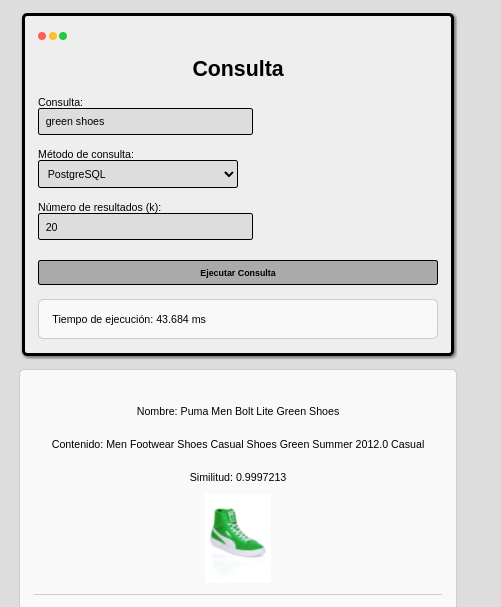 Consulta
Consulta:
green shoes
Método de consulta:
PostgreSQL
Número de resultados (k):
20
Ejecutar Consulta
Tiempo de ejecución: 43.684 ms
Nombre: Puma Men Bolt Lite Green Shoes
Contenido: Men Footwear Shoes Casual Shoes Green Summer 2012.0 Casual
Similitud: 0.9997213